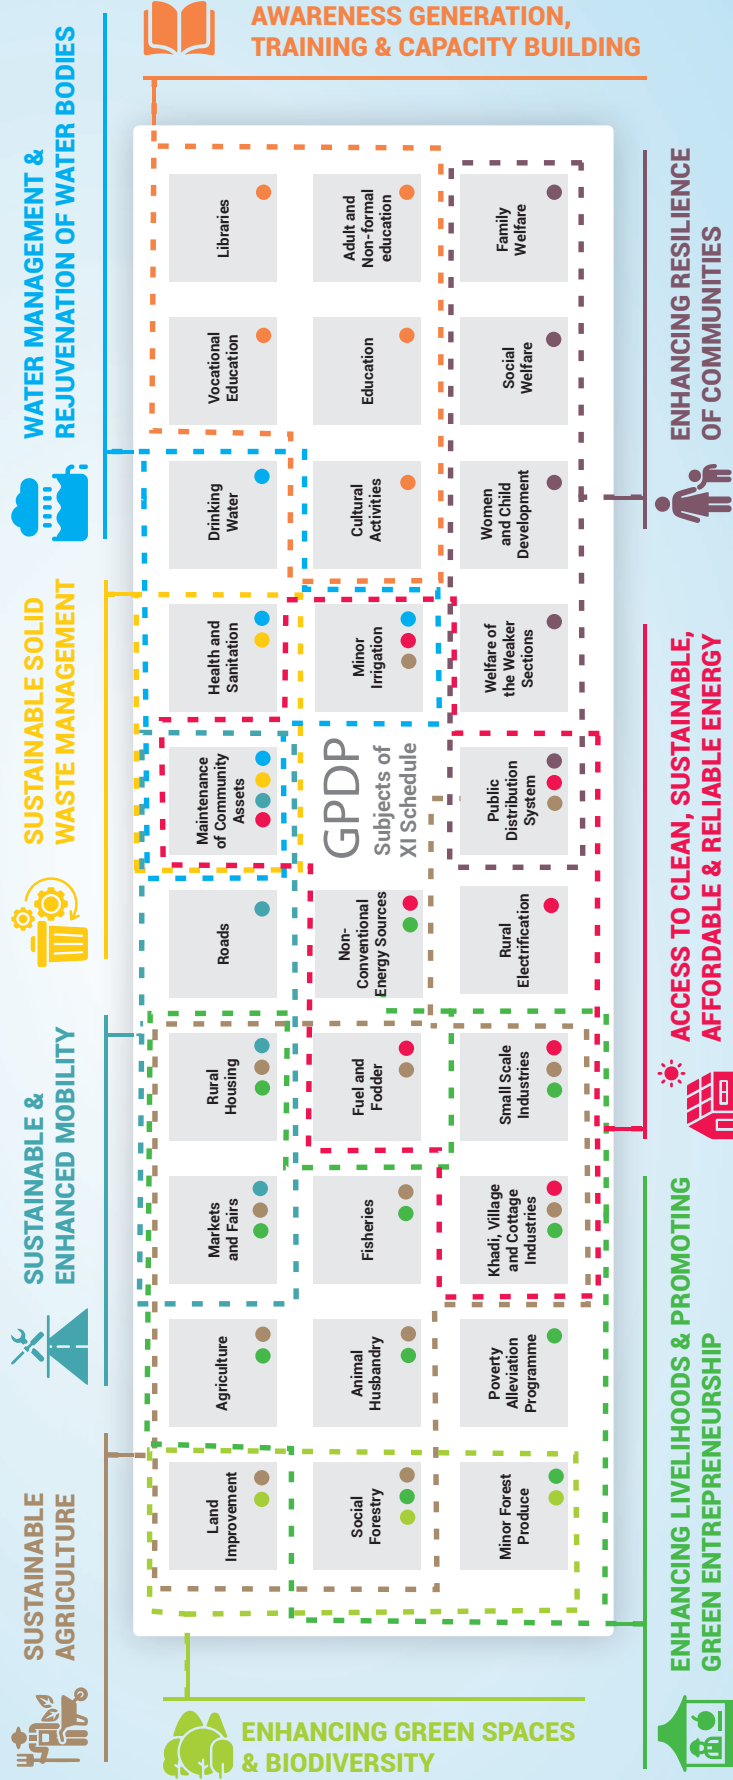 AWARENESS GENERATION,
TRAINING & CAPACITY BUILDING
WATER MANAGEMENT &
REJUVENATION OF WATER BODIES
SUSTAINABLE SOLID
WASTE MANAGEMENT
SUSTAINABLE &
ENHANCED MOBILITY
SUSTAINABLE
AGRICULTURE
Libraries
Vocational
Education
Drinking
Water
Health and
Sanitation
Maintenance
of Community
Assets
Roads
Rural
Housing
Markets
and Fairs
Agriculture
Land
Improvement
Adult and
Non-formal
education
Education
Cultural
Activities
Minor
Irrigation
GPDP
Subjects of
XI Schedule
Non-
Conventional
Energy Sources
Fuel and
Fodder
Fisheries
Animal
Husbandry
Social
Forestry
Family
Welfare
Social
Welfare
Women
and Child
Development
Welfare of
the Weaker
Sections
Public
Distribution
System
Rural
Electrification
Small Scale
Industries
Khadi, Village
and Cottage
Industries
Poverty
Alleviation
Programme
Minor Forest
Produce
ENHANCING RESILIENCE
OF COMMUNITIES
ACCESS TO CLEAN, SUSTAINABLE,
AFFORDABLE & RELIABLE ENERGY
ENHANCING LIVELIHOODS & PROMOTING
GREEN ENTREPRENEURSHIP
ENHANCING GREEN SPACES
& BIODIVERSITY